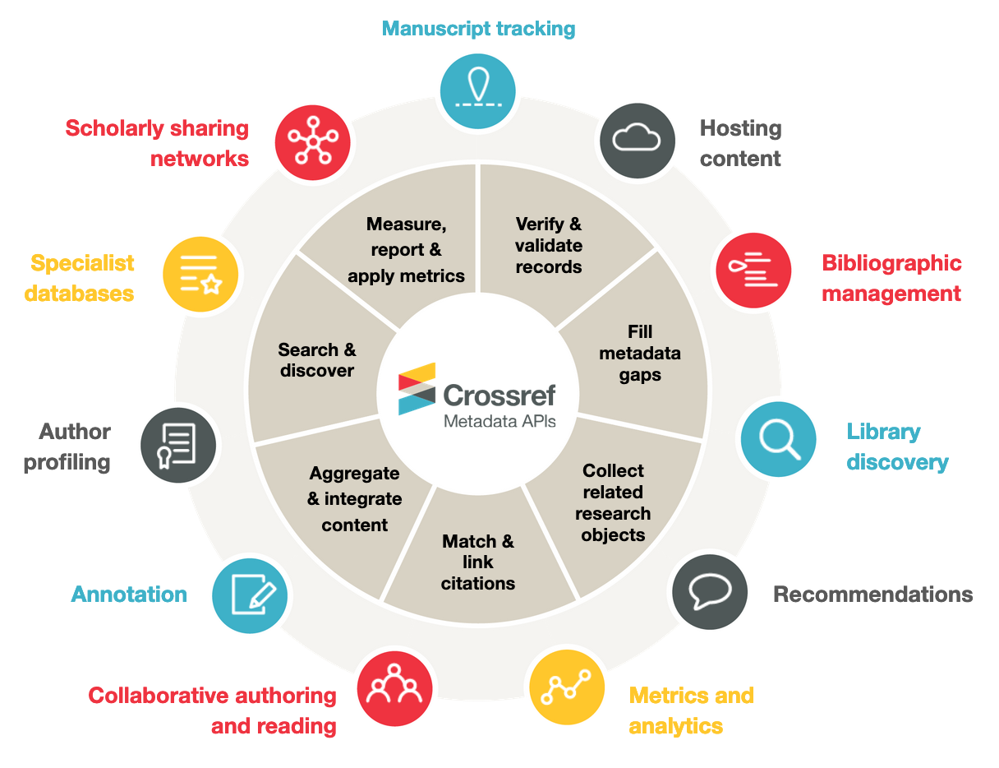 Manuscript tracking
Scholarly sharing
networks
Hosting
content
Specialist
databases
Bibliographic
management
Author
profiling
Library
discovery
Annotation
Recommendations
Collaborative authoring
and reading
Metrics and
analytics
Measure,
report &
apply metrics
Verify &
validate
records
Search &
discover
Fill
metadata
gaps
Crossref
Metadata APIs
Aggregate
& integrate
content
Collect
related
research
objects
Match &
link
citations